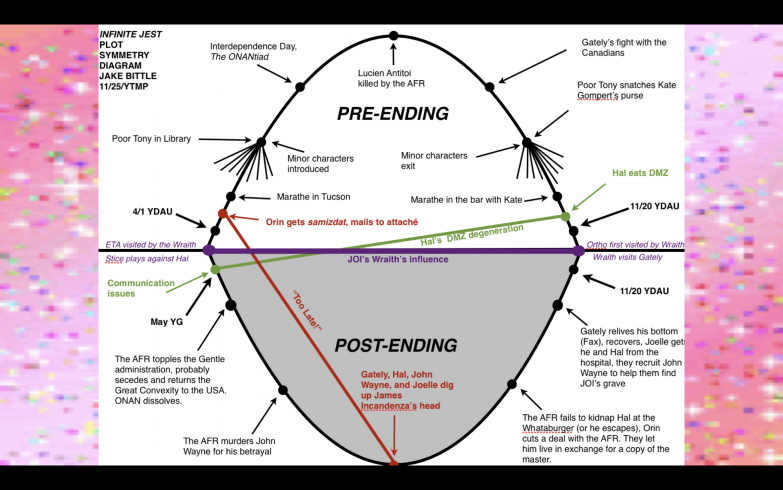 INFINITE JEST
PLOT
SYMMETRY
DIAGRAM
JAKE BITTLE
11/25/YTMP
Interdependence Day,
The ONANtiad
Lucien Antitoi
killed by the AFR
Gately's fight with the
Canadians
PRE-ENDING
Poor Tony snatches Kate
Gompert's purse
Poor Tony in Library
Minor characters
introduced
Minor characters
exit
Hal eats DMZ
Marathe in Tucson
Marathe in the bar with Kate
4/1 YDAU
11/20 YDAU
Orin gets samizdat, mails to attaché
Hal's DMZ degeneration
ETA visited by the Wraith
Ortho first visited by Wraith
Stice plays against Hal
JOI's Wraith's influence
Wraith visits Gately
Communication
issues
11/20 YDAU
May YG
"Too Late!"
POST-ENDING
Gately relives his bottom
(Fax), recovers, Joelle gets
he and Hal from the
hospital, they recruit John
Wayne to help them find
JOI's grave
The AFR topples the Gentle
administration, probably
secedes and returns the
Great Convexity to the USA.
ONAN dissolves.
Gately, Hal, John
Wayne, and Joelle dig
up James
Incandenza's head
The AFR murders John
Wayne for his betrayal
The AFR fails to kidnap Hal at the
Whataburger (or he escapes), Orin
cuts a deal with the AFR. They let
him live in exchange for a copy of the
master.